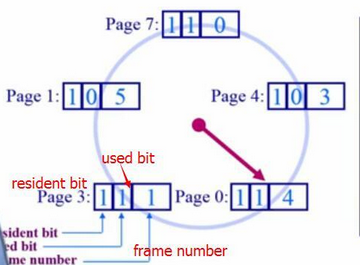 Page 7: 1 1 0
Page 1: 1 0 5
Page 4: 1 0 3
used bit
resident bit
Page 3: 1 1 1
Page 0: 1 1 4
sident bit
ed bit
me number
frame number